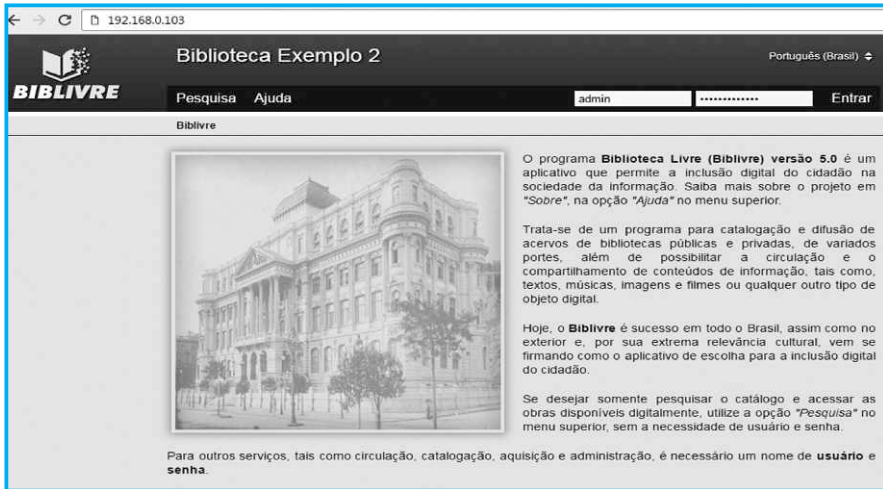 192.168.0.103
Biblioteca Exemplo 2
Português (Brasil)
BIBLIVRE
Pesquisa Ajuda admin ············· Entrar
Biblivre
O programa Biblioteca Livre (Biblivre) versão 5.0 é um
aplicativo que permite a inclusão digital do cidadão na
sociedade da informação. Saiba mais sobre o projeto em
"Sobre", na opção "Ajuda" no menu superior.
Trata-se de um programa para catalogação e difusão de
acervos de bibliotecas públicas e privadas, de variados
portes, além de possibilitar a circulação e o
compartilhamento de conteúdos de informação, tais como,
textos, músicas, imagens e filmes ou qualquer outro tipo de
objeto digital.
Hoje, o Biblivre é sucesso em todo o Brasil, assim como no
exterior e, por sua extrema relevância cultural, vem se
firmando como o aplicativo de escolha para a inclusão digital
do cidadão.
Se desejar somente pesquisar o catálogo e acessar as
obras disponíveis digitalmente, utilize a opção "Pesquisa" no
menu superior, sem a necessidade de usuário e senha.
Para outros serviços, tais como circulação, catalogação, aquisição e administração, é necessário um nome de usuário e
senha.